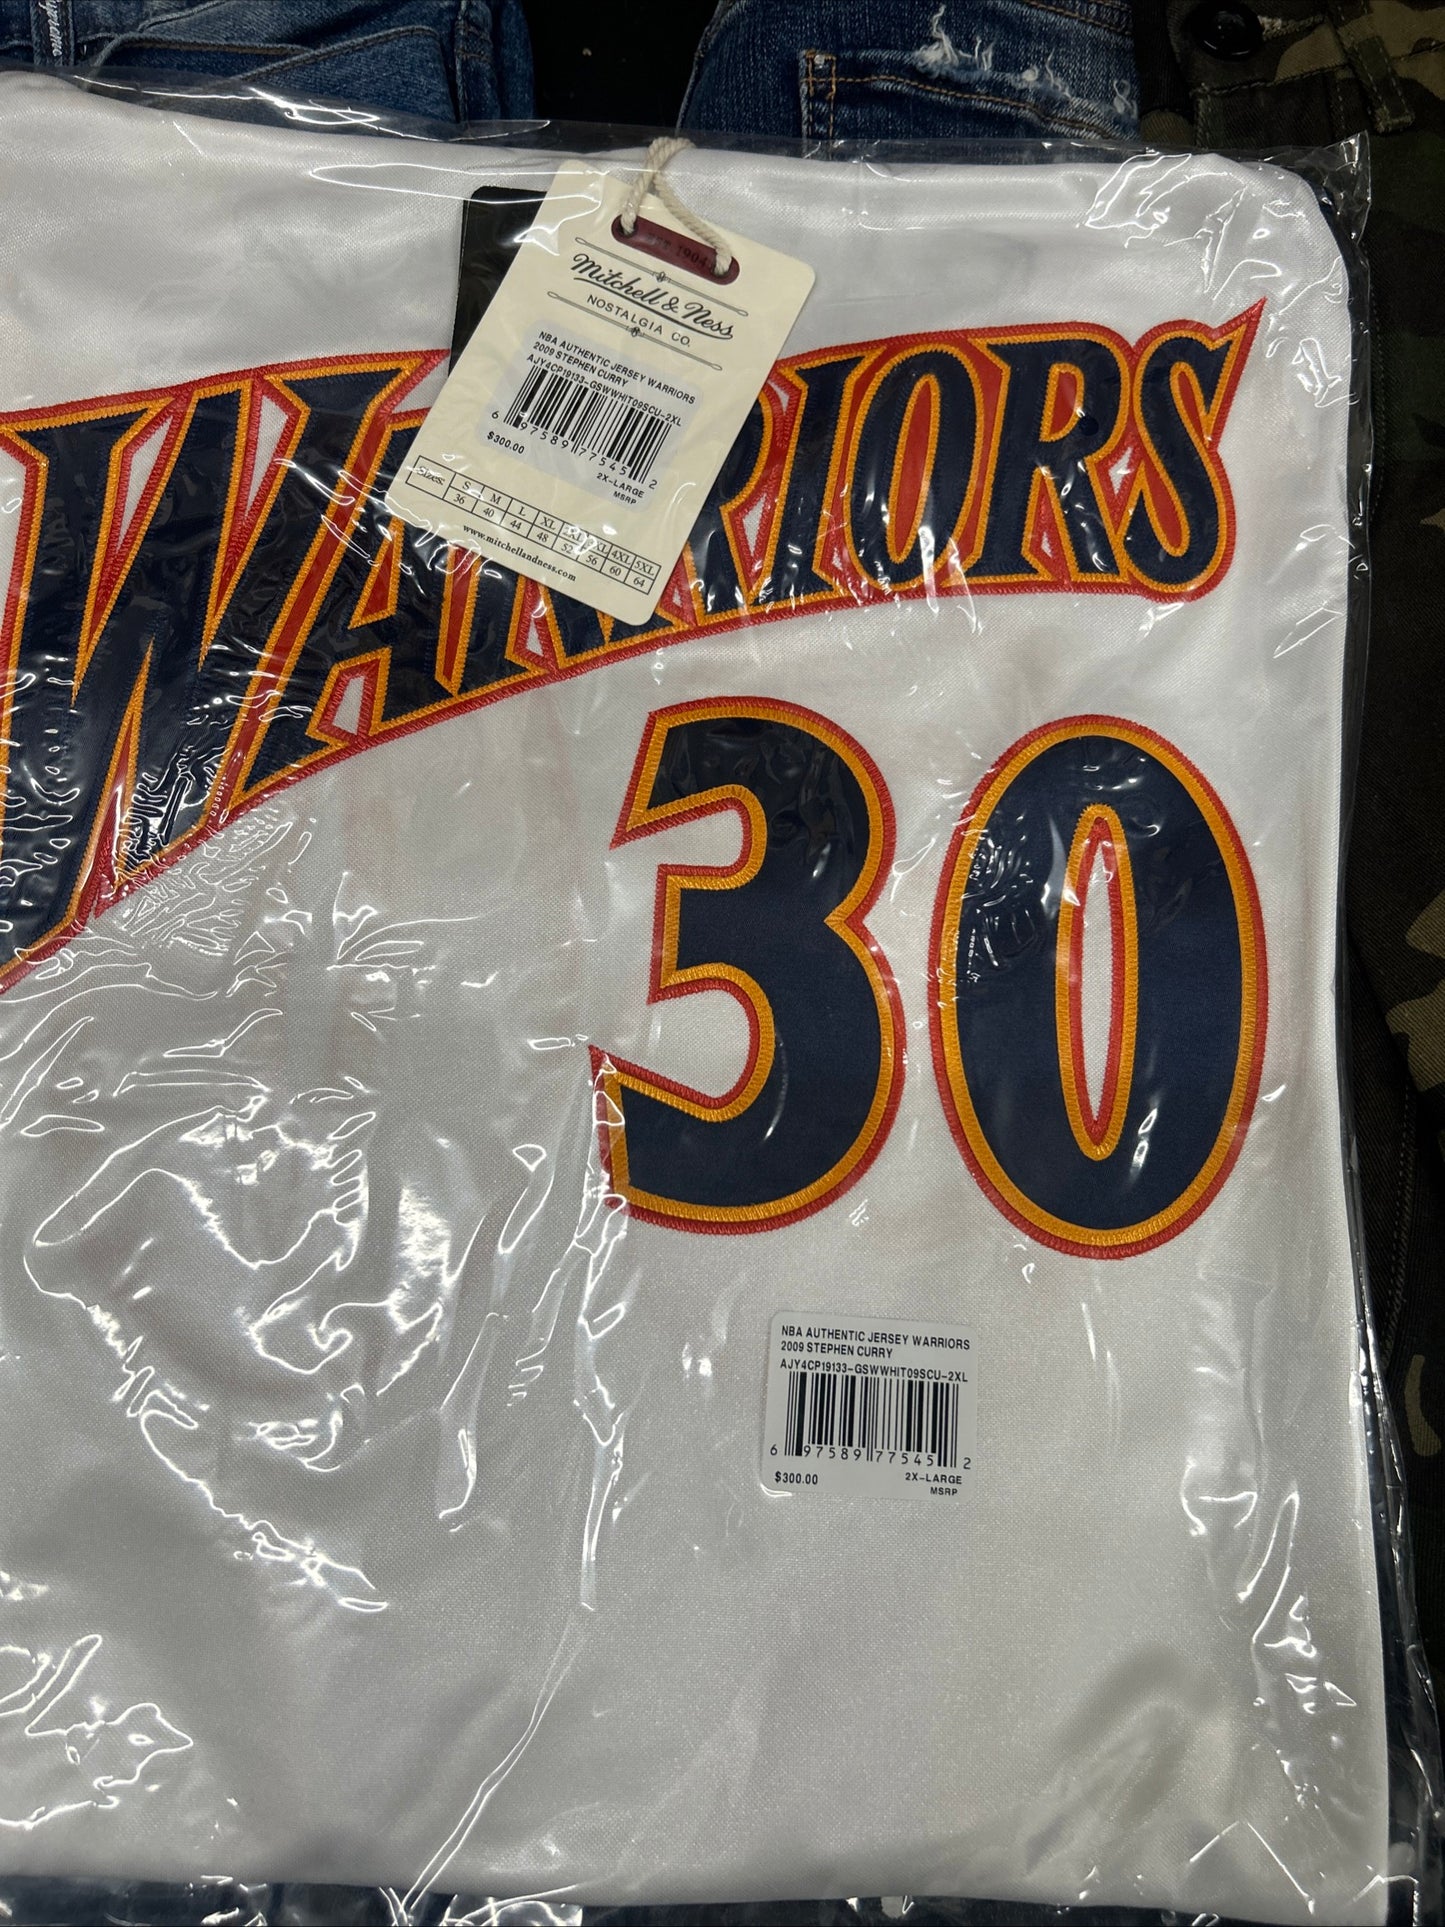 Supreme
EST. 1904
Mitchell & Ness
NOSTALGIA CO.
NBA AUTHENTIC JERSEY WARRIORS
2009 STEPHEN CURRY
AJY4CP19133-GSWWHIT09SCU-2XL
6 97589 77545 2
$300.00 2X-LARGE
MSRP
Sizes: S M L XL 2XL 3XL 4XL 5XL
36 40 44 48 52 56 60 64
www.mitchellandness.com
WARRIORS
30
NBA AUTHENTIC JERSEY WARRIORS
2009 STEPHEN CURRY
AJY4CP19133-GSWWHIT09SCU-2XL
6 97589 77545 2
$300.00 2X-LARGE
MSRP